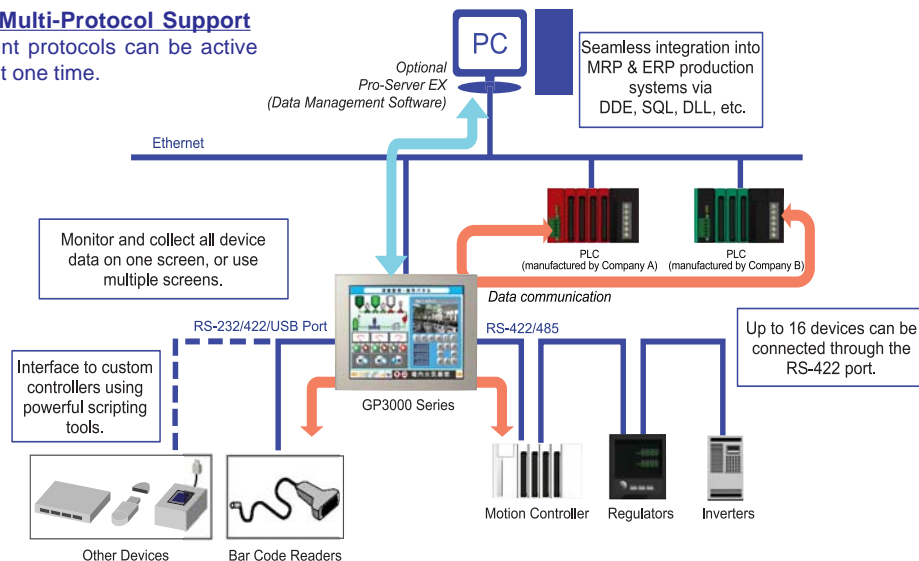 Multi-Protocol Support
ent protocols can be active
t one time.
PC
Optional
Pro-Server EX
(Data Management Software)
Seamless integration into
MRP & ERP production
systems via
DDE, SQL, DLL, etc.
Ethernet
Monitor and collect all device
data on one screen, or use
multiple screens.
PLC
(manufactured by Company A)
PLC
(manufactured by Company B)
Data communication
RS-232/422/USB Port
RS-422/485
Up to 16 devices can be
connected through the
RS-422 port.
Interface to custom
controllers using
powerful scripting
tools.
GP3000 Series
Other Devices
Bar Code Readers
Motion Controller
Regulators
Inverters